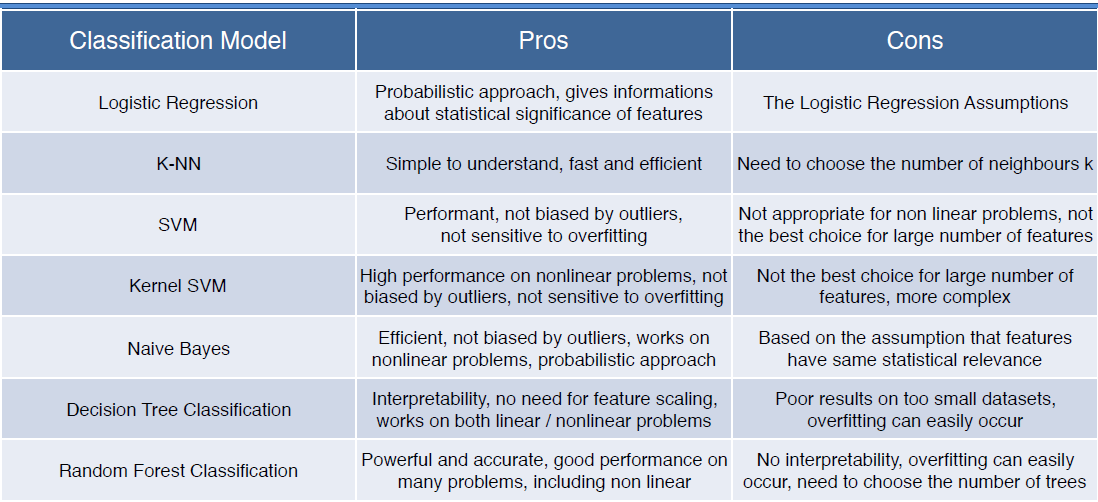 Classification Model Pros Cons
Logistic Regression
Probabilistic approach, gives informations
about statistical significance of features
The Logistic Regression Assumptions
K-NN
Simple to understand, fast and efficient
Need to choose the number of neighbours k
SVM
Performant, not biased by outliers,
not sensitive to overfitting
Not appropriate for non linear problems, not
the best choice for large number of features
Kernel SVM
High performance on nonlinear problems, not
biased by outliers, not sensitive to overfitting
Not the best choice for large number of
features, more complex
Naive Bayes
Efficient, not biased by outliers, works on
nonlinear problems, probabilistic approach
Based on the assumption that features
have same statistical relevance
Decision Tree Classification
Interpretability, no need for feature scaling,
works on both linear / nonlinear problems
Poor results on too small datasets,
overfitting can easily occur
Random Forest Classification
Powerful and accurate, good performance on
many problems, including non linear
No interpretability, overfitting can easily
occur, need to choose the number of trees